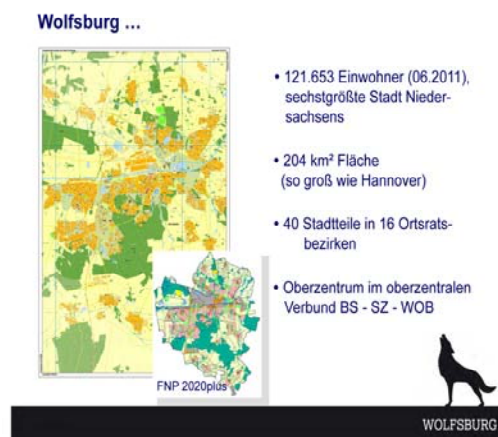 Wolfsburg ...
• 121.653 Einwohner (06.2011),
sechstgrößte Stadt Nieder-
sachsens
• 204 km² Fläche
(so groß wie Hannover)
• 40 Stadtteile in 16 Ortsrats-
bezirken
• Oberzentrum im oberzentralen
Verbund BS - SZ - WOB
FNP 2020plus
WOLFSBURG